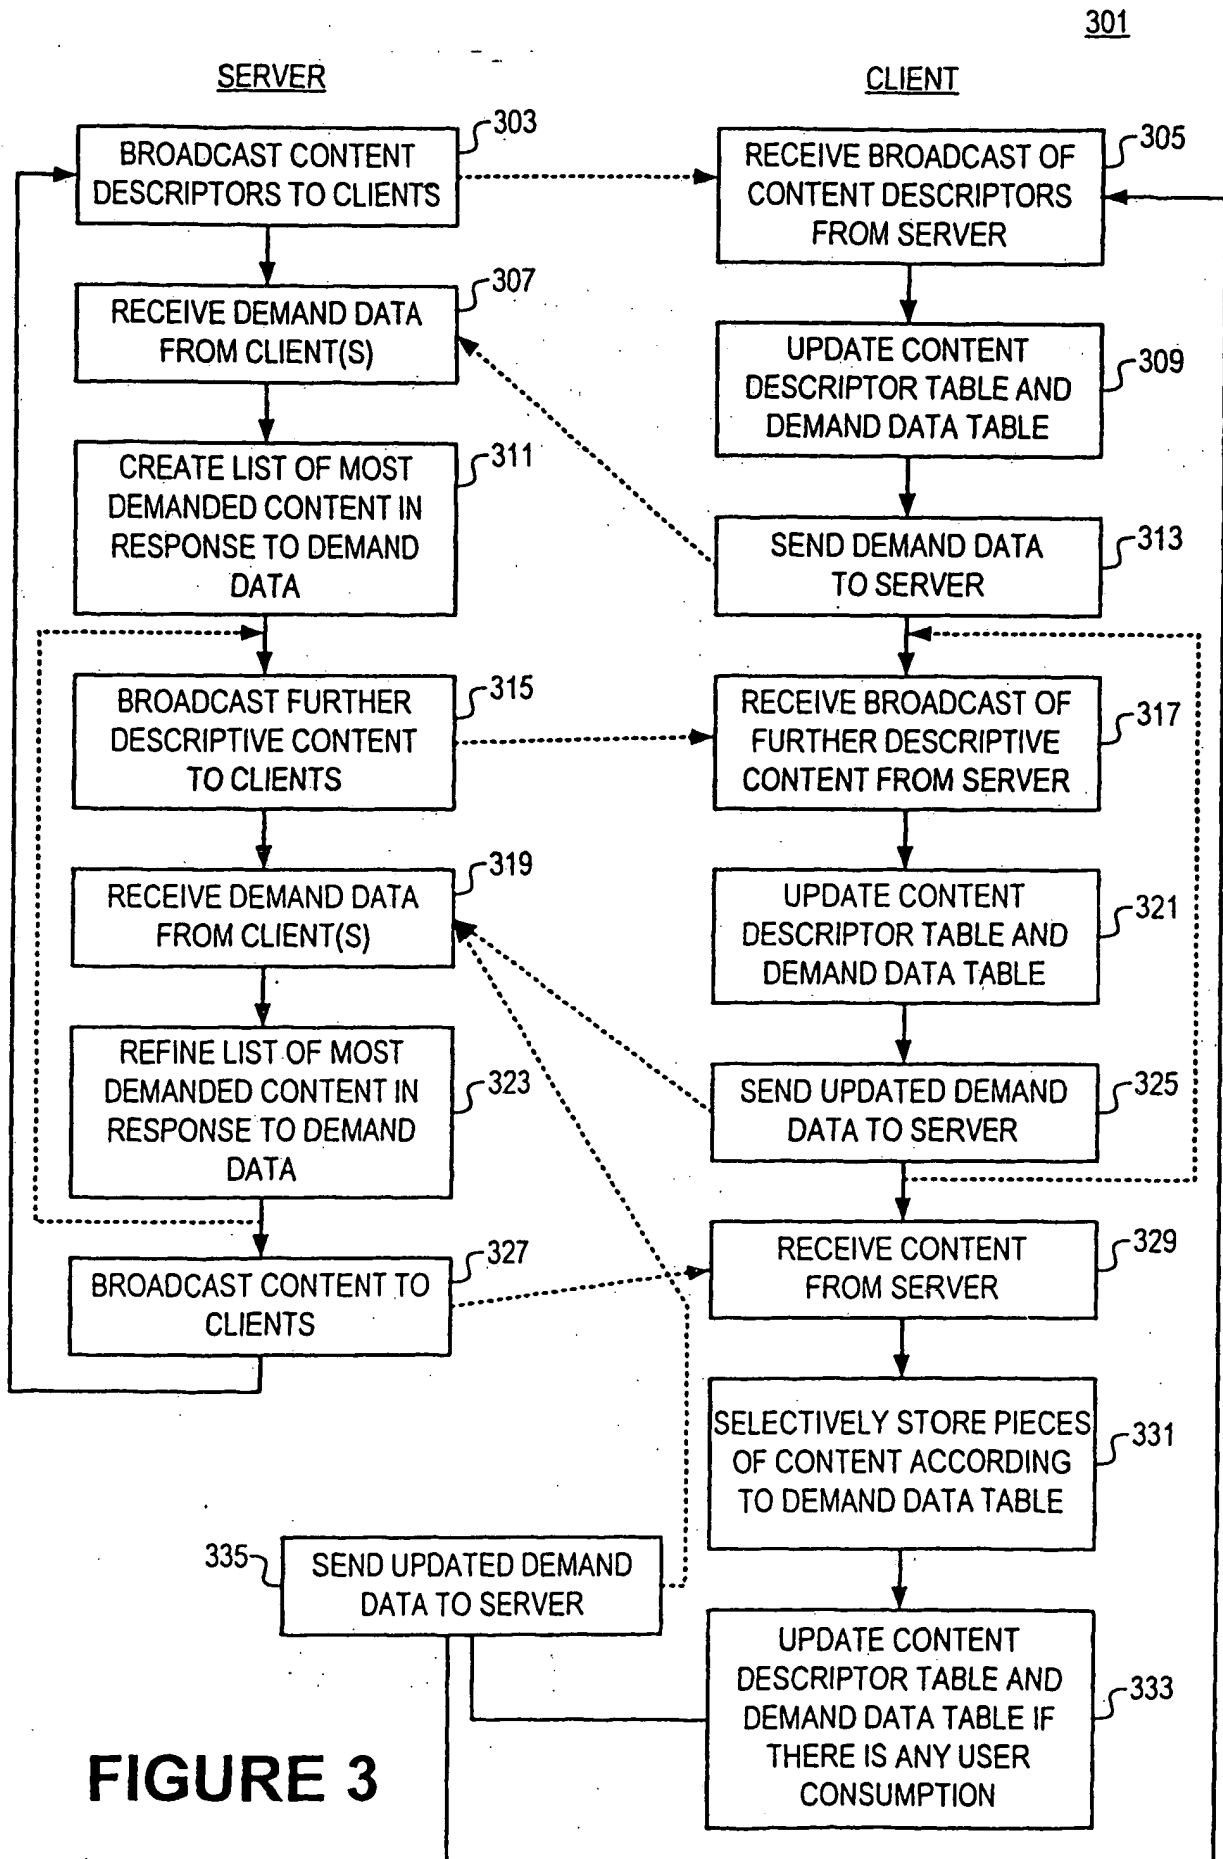 301
SERVER
CLIENT
BROADCAST CONTENT
DESCRIPTORS TO CLIENTS
303
RECEIVE BROADCAST OF
CONTENT DESCRIPTORS
FROM SERVER
305
RECEIVE DEMAND DATA
FROM CLIENT(S)
307
UPDATE CONTENT
DESCRIPTOR TABLE AND
DEMAND DATA TABLE
309
CREATE LIST OF MOST
DEMANDED CONTENT IN
RESPONSE TO DEMAND
DATA
311
SEND DEMAND DATA
TO SERVER
313
BROADCAST FURTHER
DESCRIPTIVE CONTENT
TO CLIENTS
315
RECEIVE BROADCAST OF
FURTHER DESCRIPTIVE
CONTENT FROM SERVER
317
RECEIVE DEMAND DATA
FROM CLIENT(S)
319
UPDATE CONTENT
DESCRIPTOR TABLE AND
DEMAND DATA TABLE
321
REFINE LIST OF MOST
DEMANDED CONTENT IN
RESPONSE TO DEMAND
DATA
323
SEND UPDATED DEMAND
DATA TO SERVER
325
BROADCAST CONTENT TO
CLIENTS
327
RECEIVE CONTENT
FROM SERVER
329
SELECTIVELY STORE PIECES
OF CONTENT ACCORDING
TO DEMAND DATA TABLE
331
335
SEND UPDATED DEMAND
DATA TO SERVER
UPDATE CONTENT
DESCRIPTOR TABLE AND
DEMAND DATA TABLE IF
THERE IS ANY USER
CONSUMPTION
333
FIGURE 3